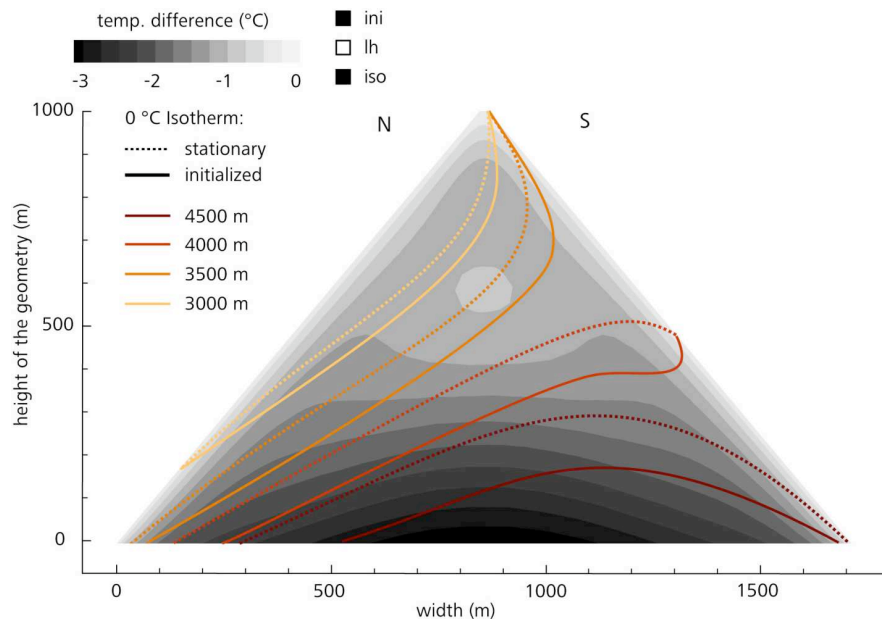 temp. difference (°C)
-3 -2 -1 0
ini
lh
iso
0 °C Isotherm:
stationary
initialized
4500 m
4000 m
3500 m
3000 m
N S
height of the geometry (m)
1000
500
0
0 500 1000 1500
width (m)